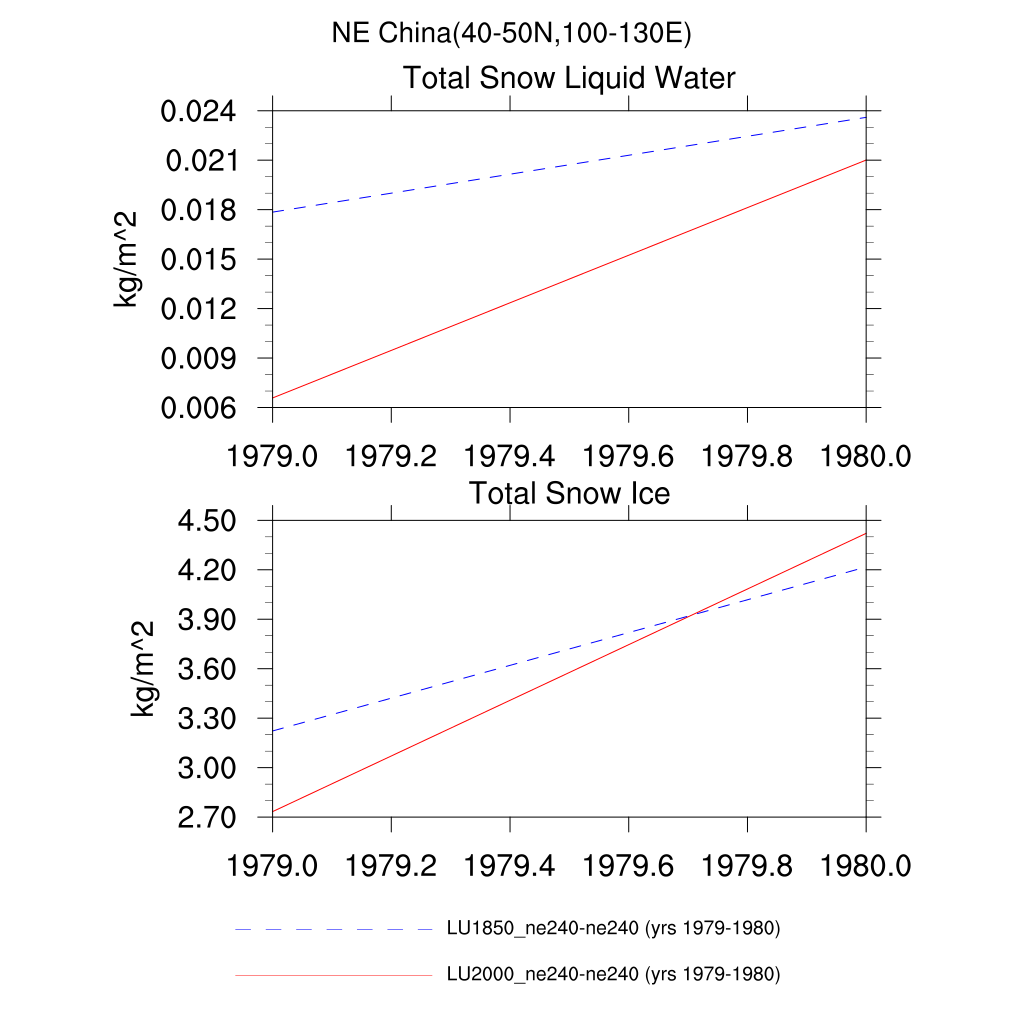 NE China(40-50N,100-130E)
Total Snow Liquid Water
0.024
0.021
0.018
0.015
0.012
0.009
0.006
kg/m^2
1979.0 1979.2 1979.4 1979.6 1979.8 1980.0
Total Snow Ice
4.50
4.20
3.90
3.60
3.30
3.00
2.70
kg/m^2
1979.0 1979.2 1979.4 1979.6 1979.8 1980.0
LU1850_ne240-ne240 (yrs 1979-1980)
LU2000_ne240-ne240 (yrs 1979-1980)